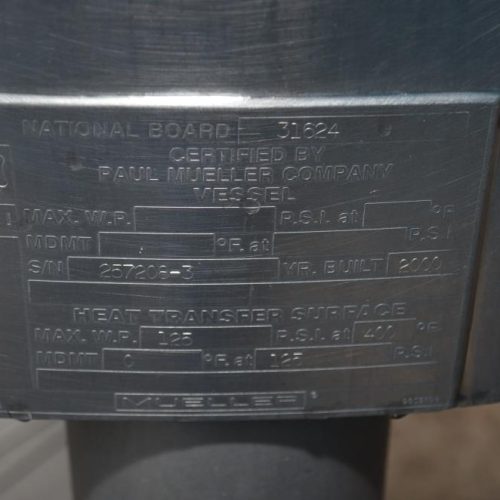 NATIONAL BOARD 31624
CERTIFIED BY
PAUL MUELLER COMPANY
VESSEL
MAX. W.P. P.S.I. at °F.
MDMT °F. at P.S.I.
S/N 257208-3 YR. BUILT 2000
HEAT TRANSFER SURFACE
MAX. W.P. 125 P.S.I. at 400 °F.
MDMT 0 °F. at 125 P.S.I.
MUELLER